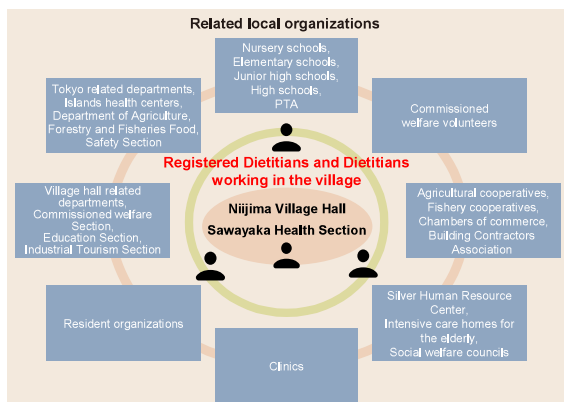 Related local organizations
Nursery schools,
Elementary schools,
Junior high schools,
High schools,
PTA
Tokyo related departments,
Islands health centers,
Department of Agriculture,
Forestry and Fisheries Food,
Safety Section
Commissioned
welfare volunteers
Registered Dietitians and Dietitians
working in the village
Village hall related
departments,
Commissioned welfare
Section,
Education Section,
Industrial Tourism Section
Niijima Village Hall
Sawayaka Health Section
Agricultural cooperatives,
Fishery cooperatives,
Chambers of commerce,
Building Contractors
Association
Resident organizations
Clinics
Silver Human Resource
Center,
Intensive care homes for
the elderly,
Social welfare councils